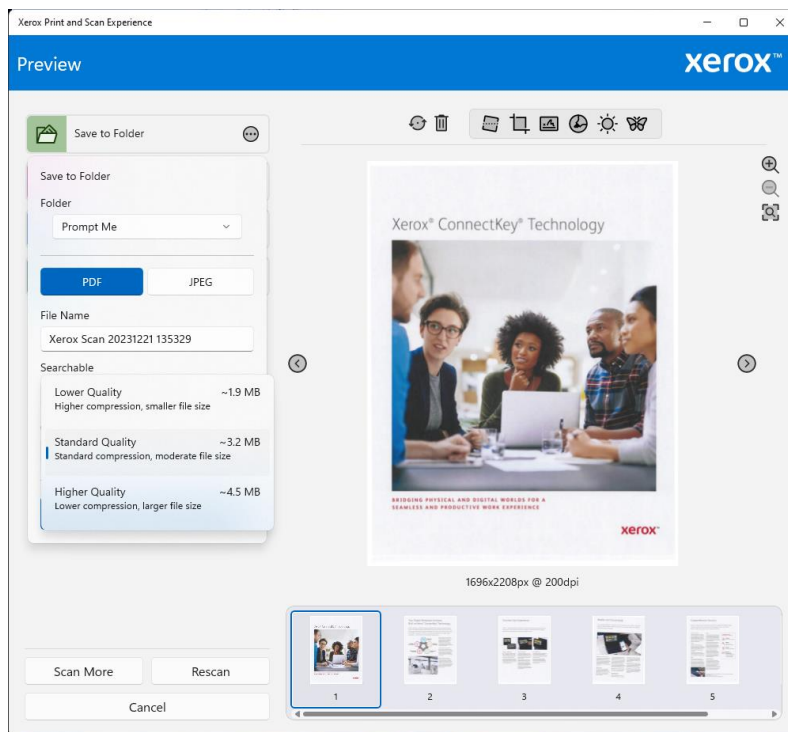 Xerox Print and Scan Experience
Preview
xerox™
Save to Folder
Save to Folder
Folder
Prompt Me
PDF
JPEG
File Name
Xerox Scan 20231221 135329
Searchable
Lower Quality ~1.9 MB
Higher compression, smaller file size
Standard Quality ~3.2 MB
Standard compression, moderate file size
Higher Quality ~4.5 MB
Lower compression, larger file size
Scan More
Rescan
Cancel
Xerox® ConnectKey® Technology
BRIDGING PHYSICAL AND DIGITAL WORLDS FOR A
SEAMLESS AND PRODUCTIVE WORK EXPERIENCE
xerox™
1696x2208px @ 200dpi
1
2
3
4
5